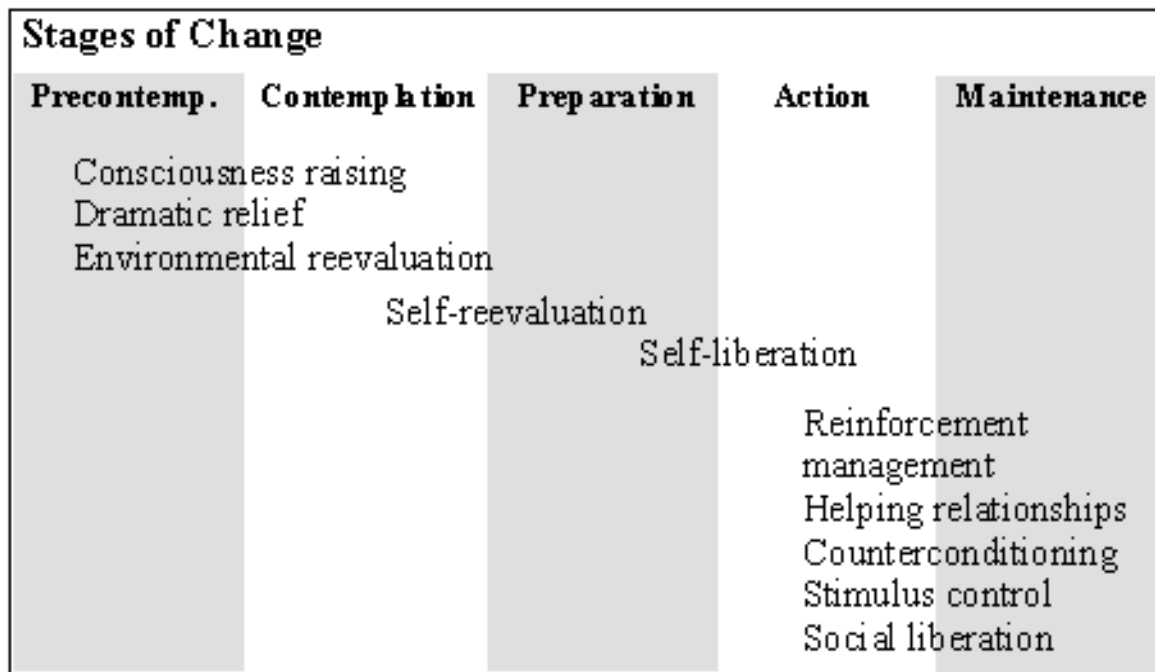 Stages of Change
Precontemp. Contemplation Preparation Action Maintenance
Consciousness raising
Dramatic relief
Environmental reevaluation
Self-reevaluation
Self-liberation
Reinforcement
management
Helping relationships
Counterconditioning
Stimulus control
Social liberation